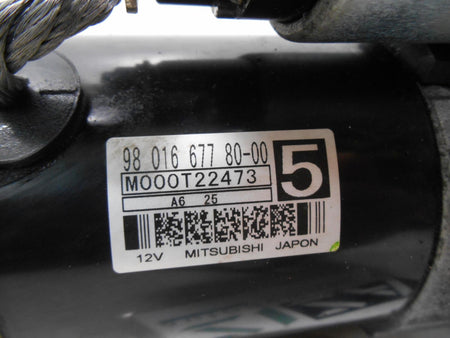 98 016 677 80-00
M000T22473
5
A6 25
12V MITSUBISHI JAPON